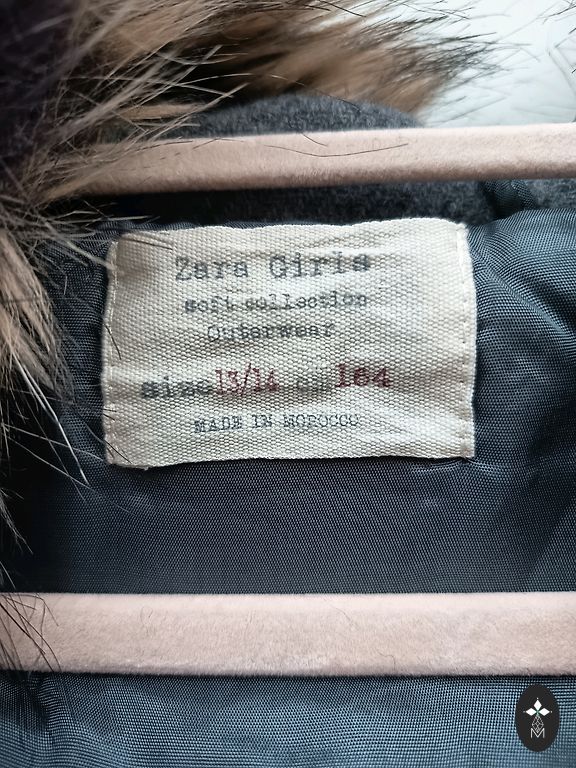 Zara Girls
soft collection
Outerwear
size 13/14 cm 164
MADE IN MOROCCO
M